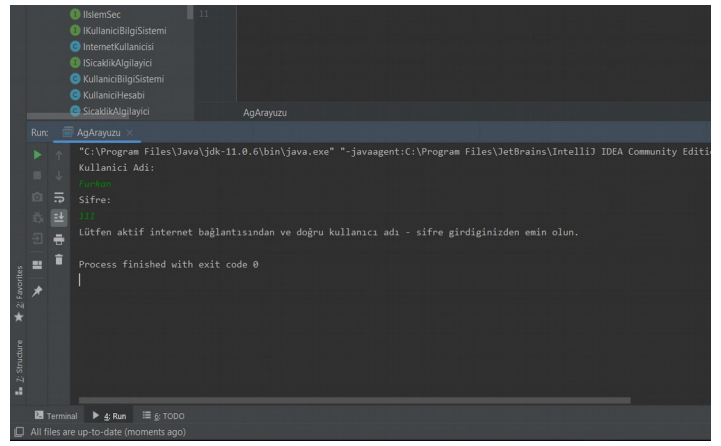 IIslemSec
IKullaniciBilgiSistemi
InternetKullanicisi
ISicaklikAlgilayici
KullaniciBilgiSistemi
KullaniciHesabi
SicaklikAlgilayici
11
AgArayuzu
Run: AgArayuzu ×
"C:\Program Files\Java\jdk-11.0.6\bin\java.exe" "-javaagent:C:\Program Files\JetBrains\IntelliJ IDEA Community Editi
Kullanici Adi:
Furkan
Sifre:
111
Lütfen aktif internet bağlantısından ve doğru kullanıcı adı - sifre girdiginizden emin olun.
Process finished with exit code 0
2: Favorites
7: Structure
Terminal 4: Run 6: TODO
All files are up-to-date (moments ago)